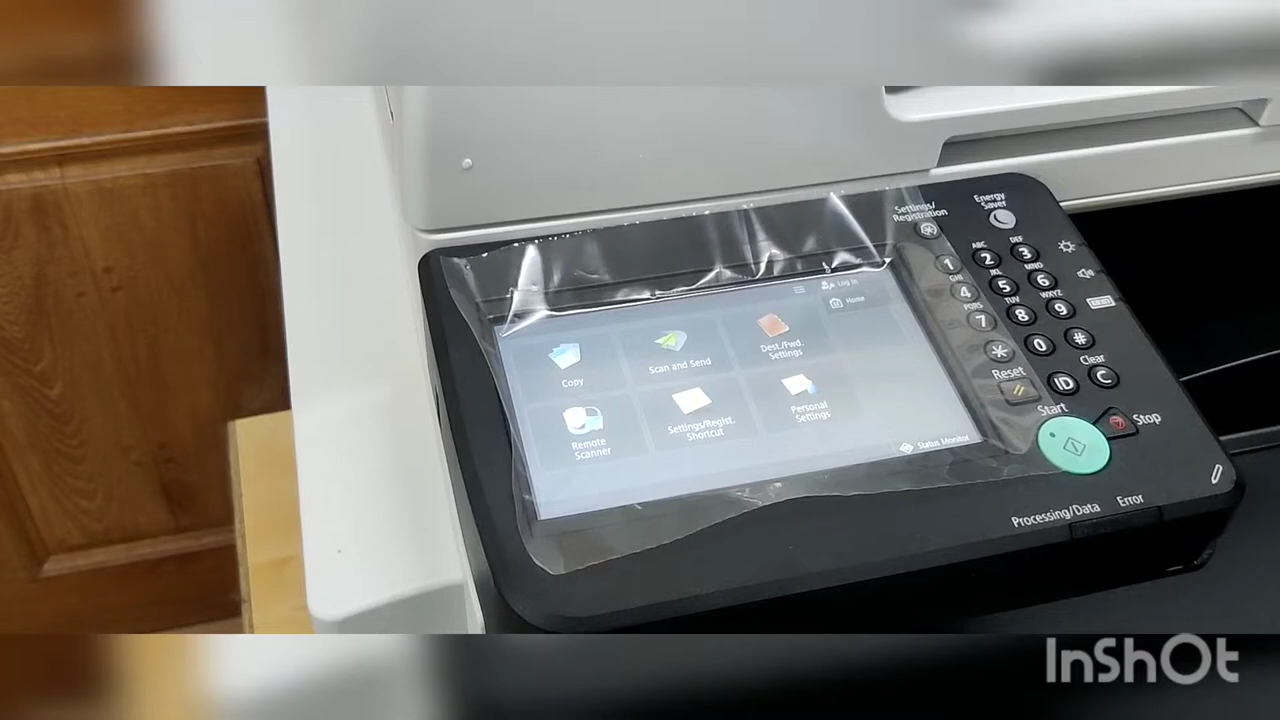 Settings/
Registration
Energy
Saver
Log In
Home
Copy
Scan and Send
Dest./Fwd.
Settings
Remote
Scanner
Settings/Regist.
Shortcut
Personal
Settings
Status Monitor
ABC
DEF
1
2
3
GHI
JKL
MNO
4
5
6
PQRS
TUV
WXYZ
7
8
9
0
#
Reset
ID
Clear
C
Start
Stop
Processing/Data
Error
InShOt